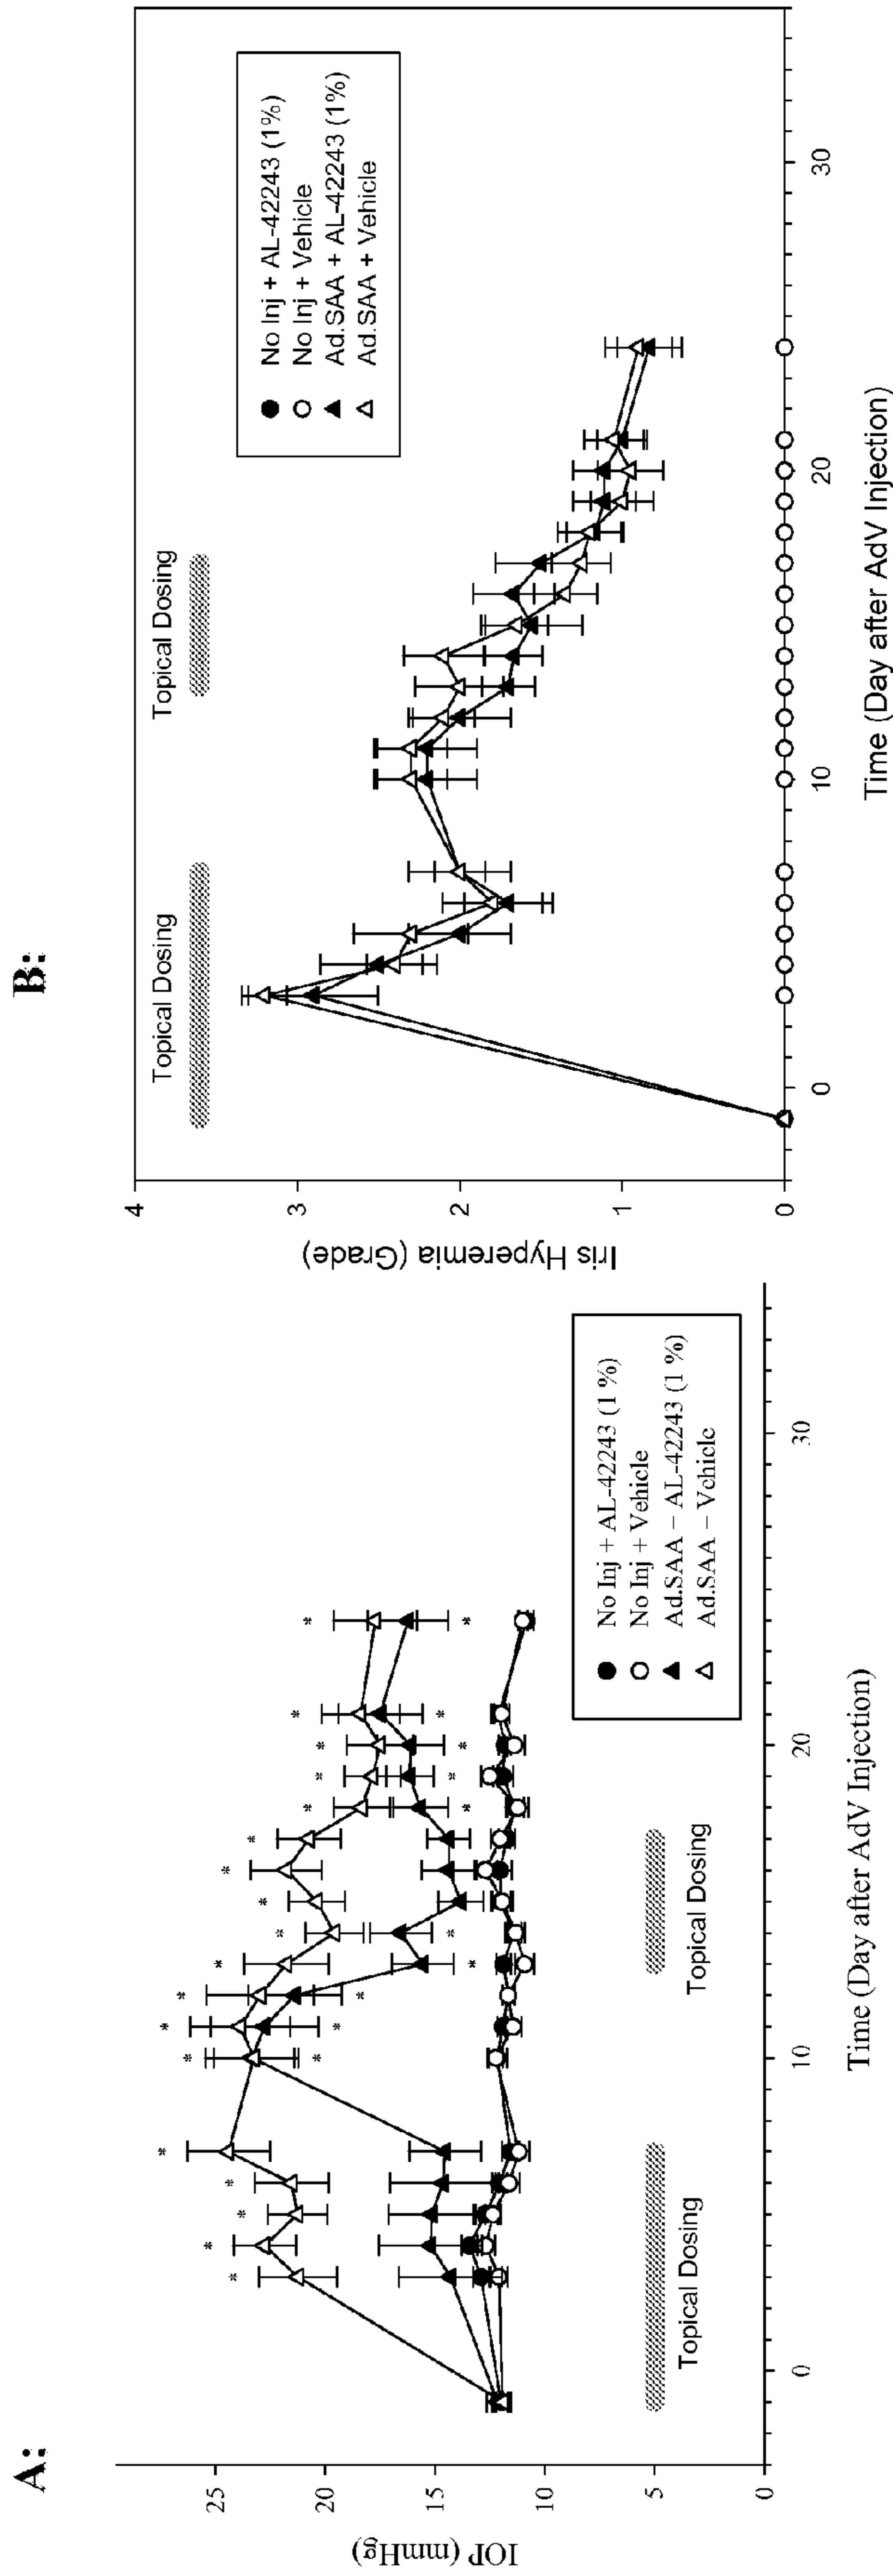 A:
IOP (mmHg)
25
20
15
10
5
0
* * * * * * * * * * * * * * * * * *
* * * * * * * * *
Topical Dosing
Topical Dosing
No Inj + AL-42243 (1 %)
No Inj + Vehicle
Ad.SAA − AL-42243 (1 %)
Ad.SAA − Vehicle
0
10
20
30
Time (Day after AdV Injection)
B:
Iris Hyperemia (Grade)
4
3
2
1
0
Topical Dosing
Topical Dosing
No Inj + AL-42243 (1%)
No Inj + Vehicle
Ad.SAA + AL-42243 (1%)
Ad.SAA + Vehicle
0
10
20
30
Time (Day after AdV Injection)